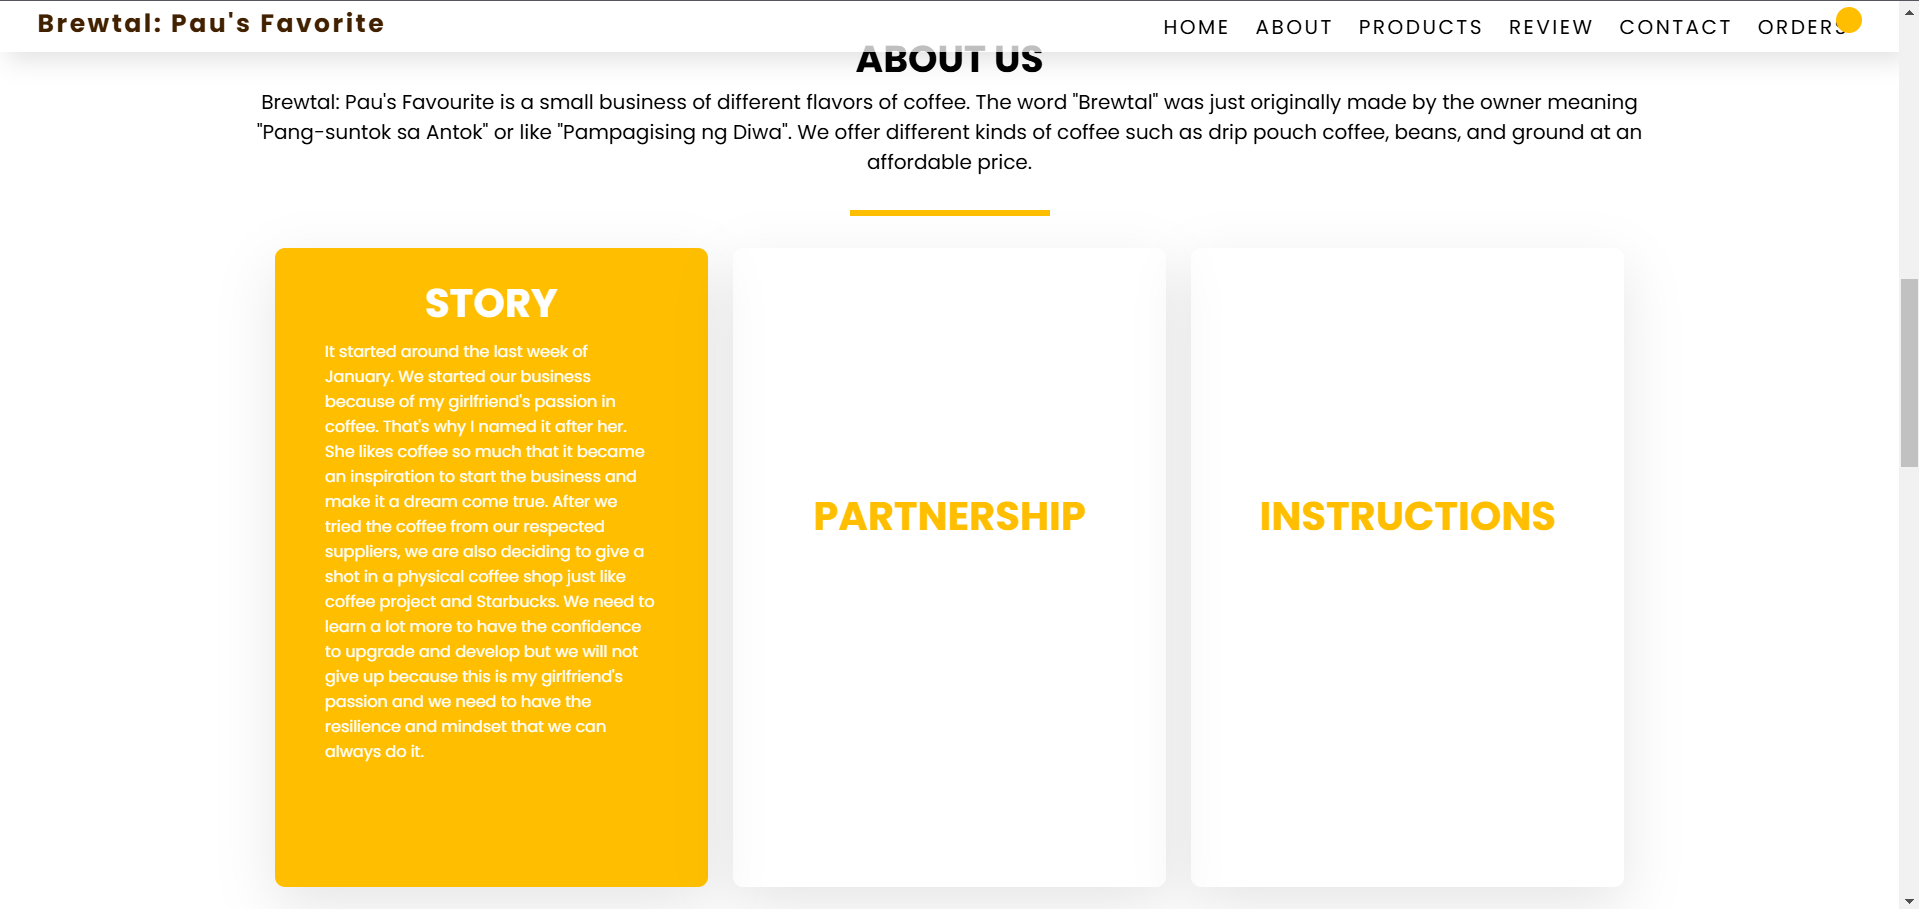 Brewtal: Pau's Favorite
HOME ABOUT PRODUCTS REVIEW CONTACT ORDERS
ABOUT US
Brewtal: Pau's Favourite is a small business of different flavors of coffee. The word "Brewtal" was just originally made by the owner meaning
"Pang-suntok sa Antok" or like "Pampagising ng Diwa". We offer different kinds of coffee such as drip pouch coffee, beans, and ground at an
affordable price.
STORY
It started around the last week of
January. We started our business
because of my girlfriend's passion in
coffee. That's why I named it after her.
She likes coffee so much that it became
an inspiration to start the business and
make it a dream come true. After we
tried the coffee from our respected
suppliers, we are also deciding to give a
shot in a physical coffee shop just like
coffee project and Starbucks. We need to
learn a lot more to have the confidence
to upgrade and develop but we will not
give up because this is my girlfriend's
passion and we need to have the
resilience and mindset that we can
always do it.
PARTNERSHIP
INSTRUCTIONS